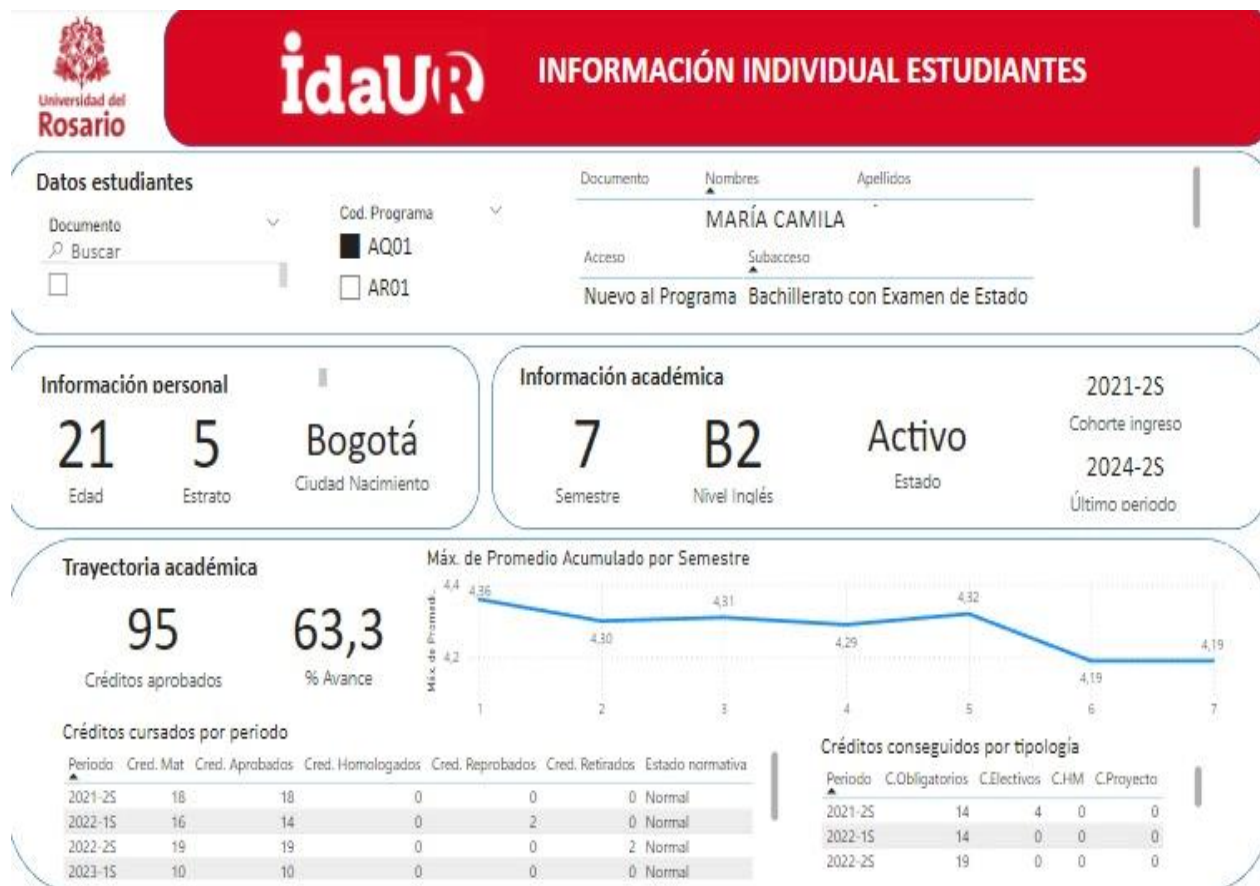 Universidad del
Rosario
idaUR
INFORMACIÓN INDIVIDUAL ESTUDIANTES
Datos estudiantes
Documento
Buscar
Cod. Programa
AQ01
AR01
Documento Nombres Apellidos
MARÍA CAMILA
Acceso Subacceso
Nuevo al Programa Bachillerato con Examen de Estado
Información personal
21 5 Bogotá
Edad Estrato Ciudad Nacimiento
Información académica
7 B2 Activo
Semestre Nivel Inglés Estado
2021-2S
Cohorte ingreso
2024-2S
Último periodo
Trayectoria académica
95 63,3
Créditos aprobados % Avance
Máx. de Promedio Acumulado por Semestre
Máx. de Promedi..
4,4
4,2
4,36 4,30 4,31 4,29 4,32 4,19 4,19
1 2 3 4 5 6 7
Créditos cursados por periodo
Periodo Cred. Mat Cred. Aprobados Cred. Homologados Cred. Reprobados Cred. Retirados Estado normativa
2021-2S 18 18 0 0 0 Normal
2022-1S 16 14 0 2 0 Normal
2022-2S 19 19 0 0 2 Normal
2023-1S 10 10 0 0 0 Normal
Créditos conseguidos por tipología
Periodo C.Obligatorios C.Electivos C.HM C.Proyecto
2021-2S 14 4 0 0
2022-1S 14 0 0 0
2022-2S 19 0 0 0